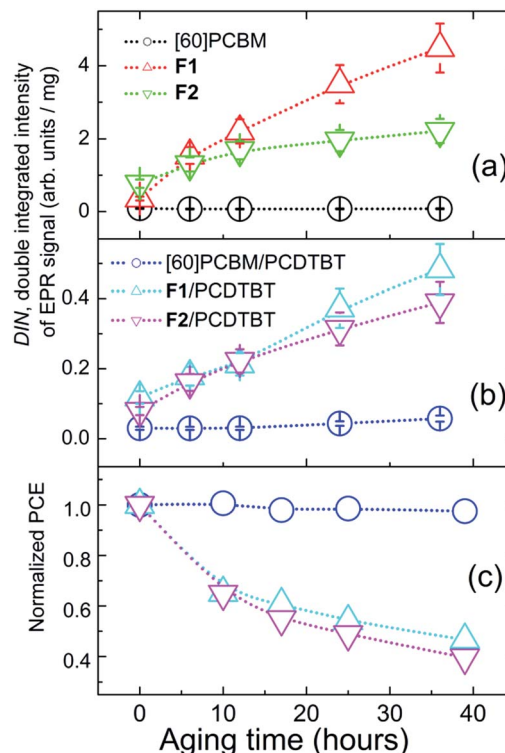 [60]PCBM
F1
F2
4
2
0
(a)
DIN, double integrated intensity
of EPR signal (arb. units / mg)
[60]PCBM/PCDTBT
F1/PCDTBT
F2/PCDTBT
0.4
0.2
0.0
(b)
Normalized PCE
1.0
0.8
0.6
0.4
(c)
0 10 20 30 40
Aging time (hours)